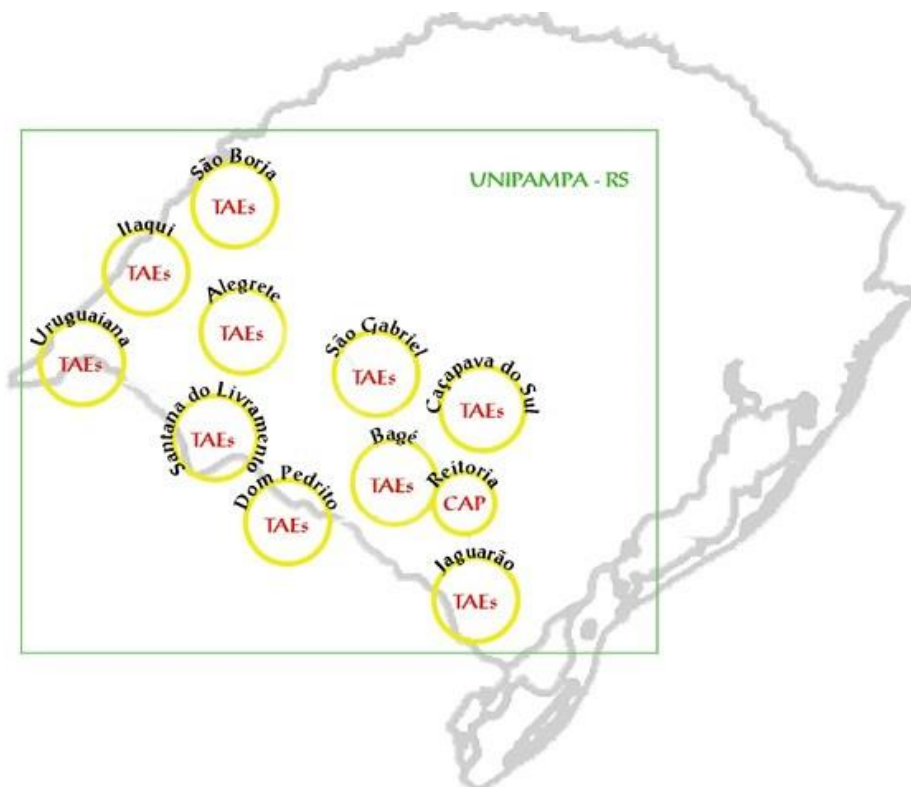 São Borja
TAEs
UNIPAMPA - RS
Itaqui
TAEs
Alegrete
TAEs
Uruguaiana
TAEs
São Gabriel
TAEs
Caçapava do Sul
TAEs
Santana do Livramento
TAEs
Bagé
TAEs
Reitoria
CAP
Dom Pedrito
TAEs
Jaguarão
TAEs